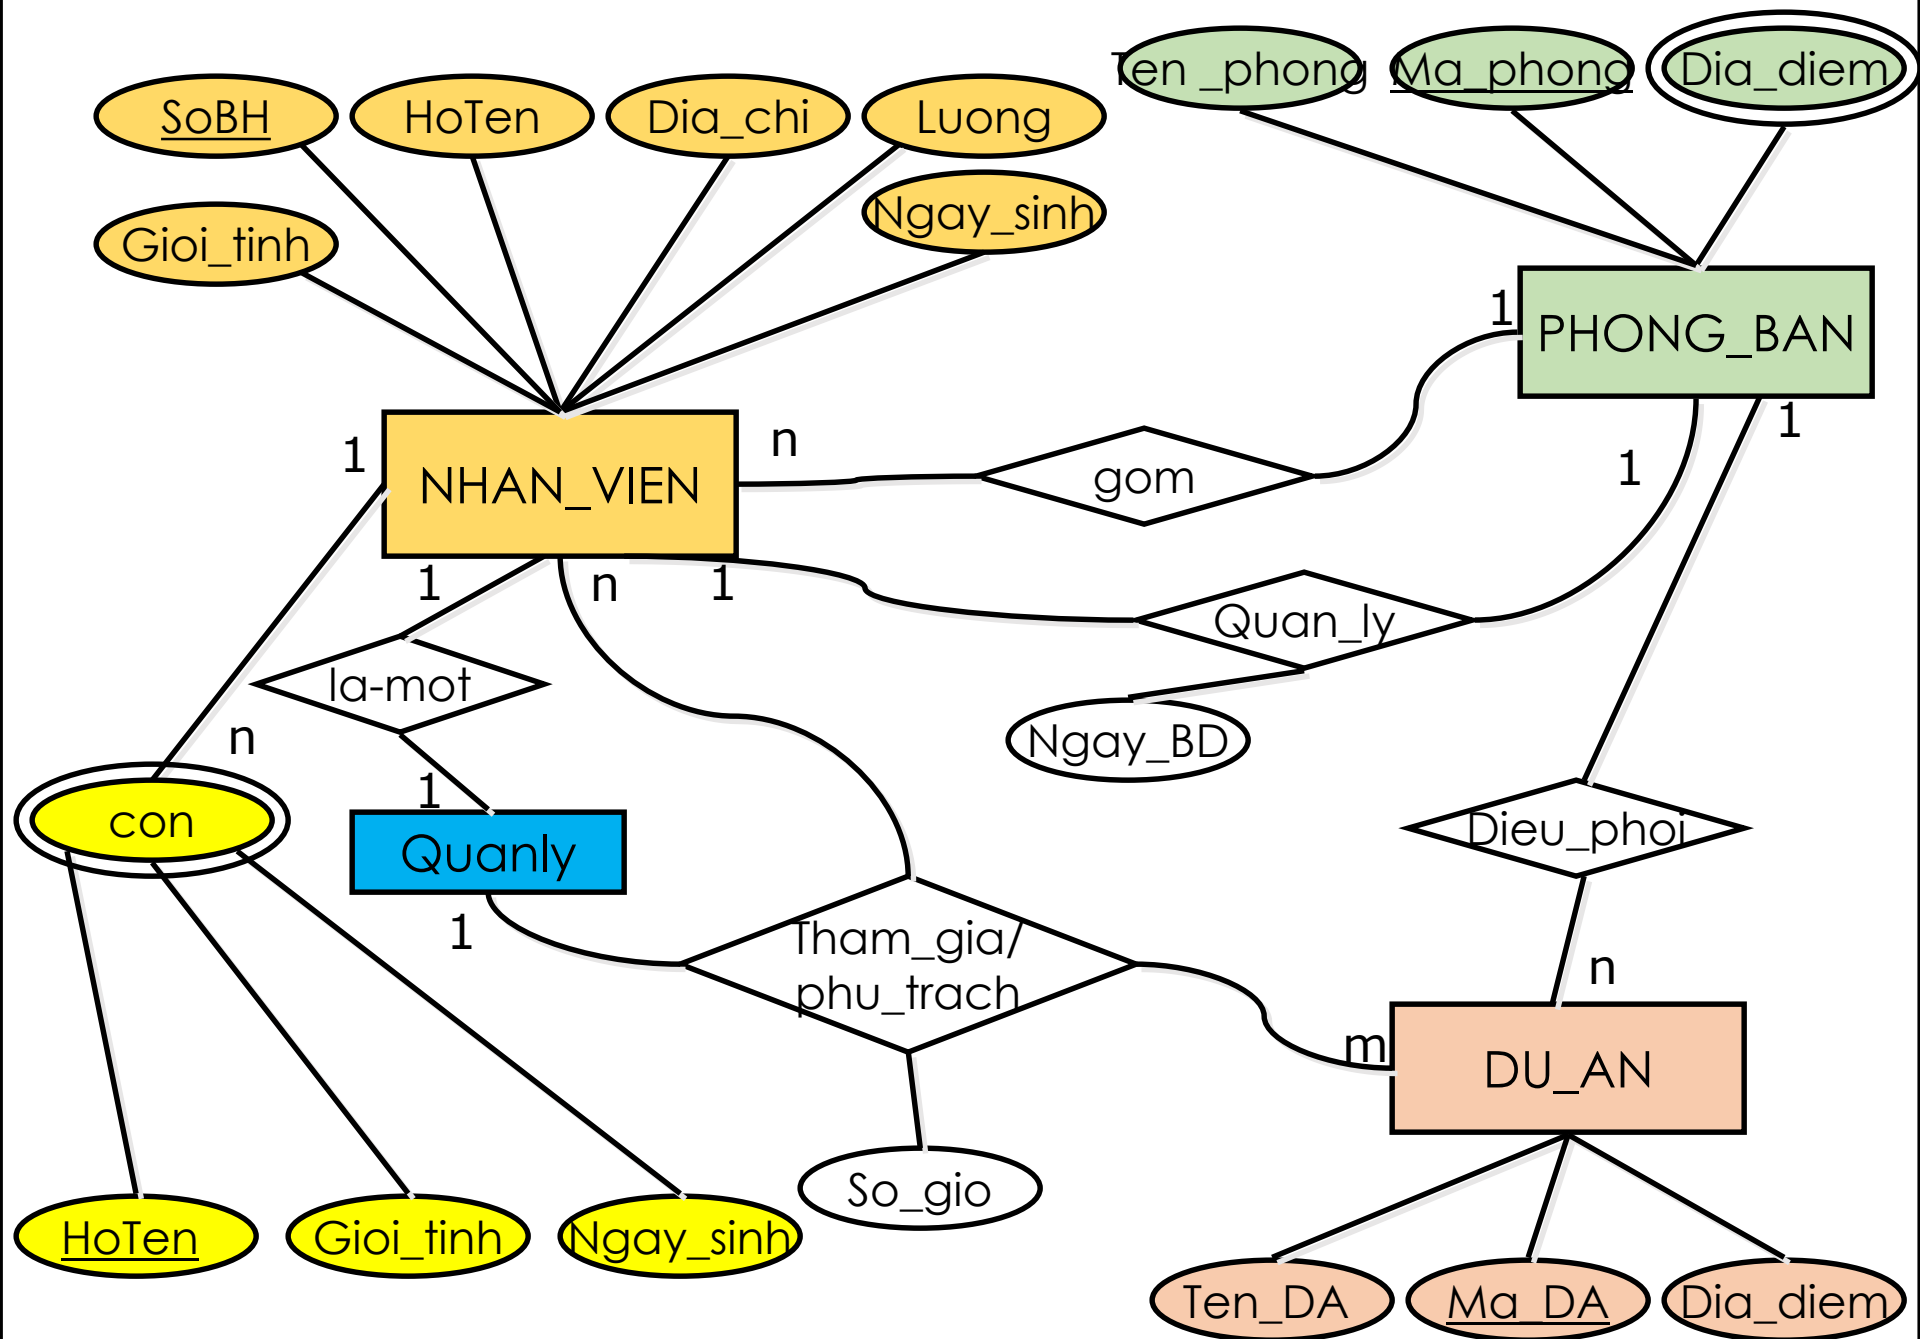 Ten _phong
Ma_phong
Dia_diem
SoBH
HoTen
Dia_chi
Luong
Gioi_tinh
Ngay_sinh
1
PHONG_BAN
1
NHAN_VIEN
n
gom
1
1
1
n
1
Quan_ly
la-mot
n
Ngay_BD
1
con
Quanly
Dieu_phoi
1
Tham_gia/
phu_trach
n
m
DU_AN
So_gio
HoTen
Gioi_tinh
Ngay_sinh
Ten_DA
Ma_DA
Dia_diem